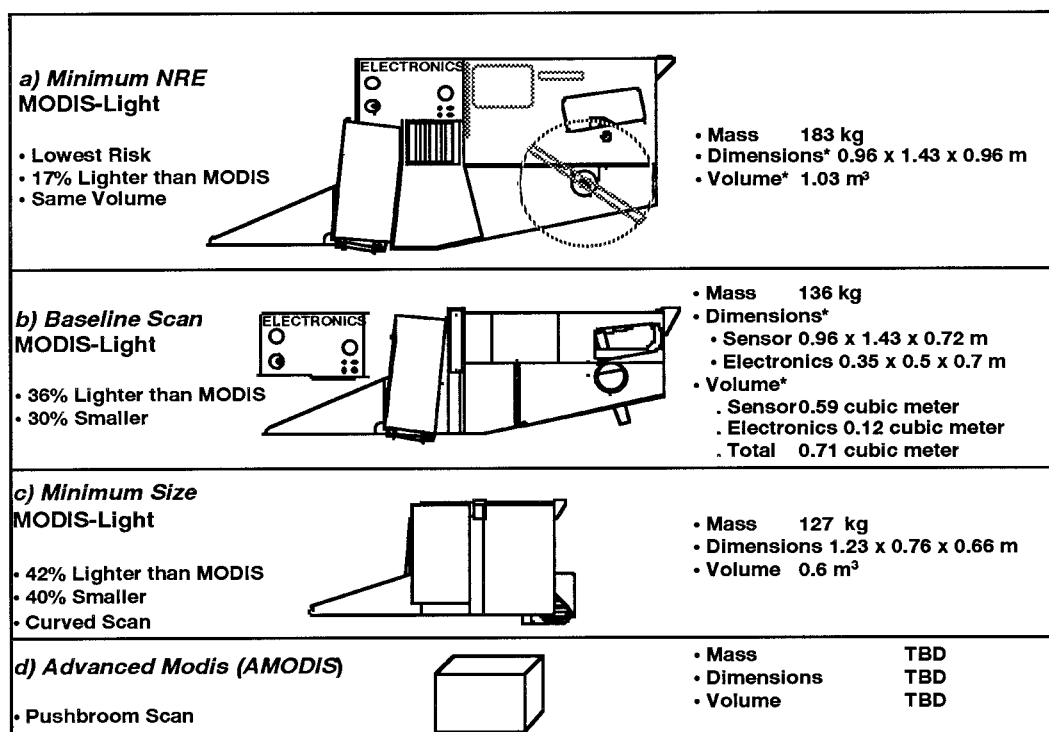 a) Minimum NRE
MODIS-Light
• Lowest Risk
• 17% Lighter than MODIS
• Same Volume
ELECTRONICS
• Mass 183 kg
• Dimensions* 0.96 x 1.43 x 0.96 m
• Volume* 1.03 m³
b) Baseline Scan
MODIS-Light
• 36% Lighter than MODIS
• 30% Smaller
ELECTRONICS
• Mass 136 kg
• Dimensions*
• Sensor 0.96 x 1.43 x 0.72 m
• Electronics 0.35 x 0.5 x 0.7 m
• Volume*
. Sensor 0.59 cubic meter
. Electronics 0.12 cubic meter
. Total 0.71 cubic meter
c) Minimum Size
MODIS-Light
• 42% Lighter than MODIS
• 40% Smaller
• Curved Scan
• Mass 127 kg
• Dimensions 1.23 x 0.76 x 0.66 m
• Volume 0.6 m³
d) Advanced Modis (AMODIS)
• Pushbroom Scan
• Mass TBD
• Dimensions TBD
• Volume TBD